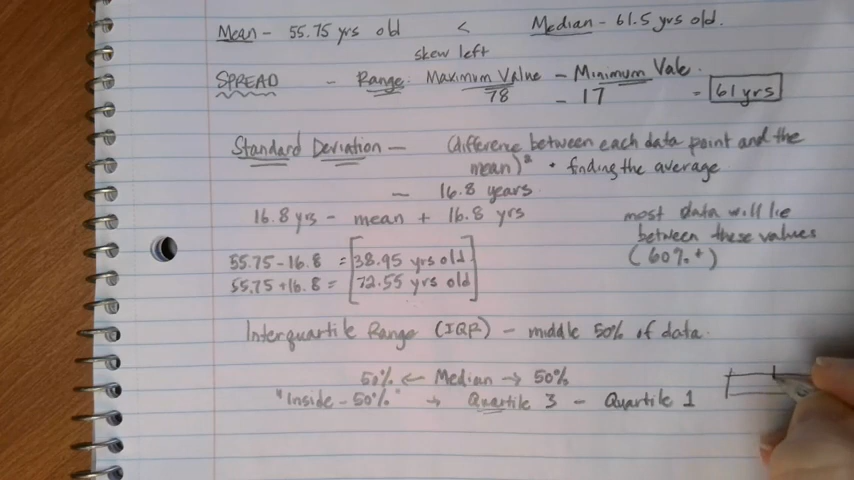 Mean - 55.75 yrs old < Median - 61.5 yrs old.
skew left
SPREAD - Range: Maximum Value - Minimum Vale.
78 - 17 = 61 yrs
Standard Deviation - (difference between each data point and the
mean)² + finding the average
- 16.8 years.
16.8 yrs - mean + 16.8 yrs
most data will lie
between these values
(60%+)
55.75 - 16.8 = 38.95 yrs old
55.75 + 16.8 = 72.55 yrs old
Interquartile Range (IQR) - middle 50% of data.
50% ← Median → 50%
"Inside - 50%" → Quartile 3 - Quartile 1